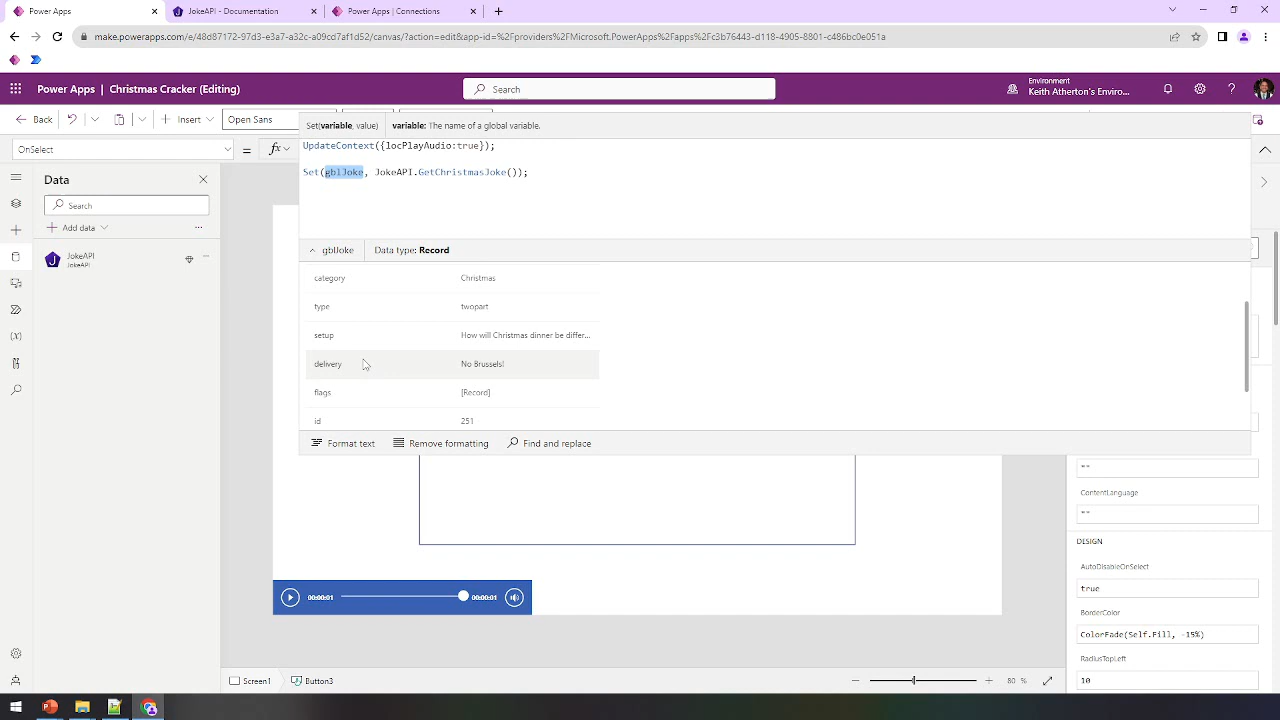 Power Apps
JokeAPI - Documentation
Power Apps | Connections
make.powerapps.com/e/48d87172-97d3-e3a7-a32c-a09cd7af1d52/canvas/?action=edit&app-id=%2Fproviders%2FMicrosoft.PowerApps%2Fapps%2Fc3b76443-d118-4905-8801-c486bc0e051a
Power Apps | Christmas Cracker (Editing)
Search
Environment
Keith Atherton's Enviro...
Back
Insert
Open Sans
Set(variable, value)
variable: The name of a global variable.
OnSelect
=
fx
UpdateContext({locPlayAudio:true});
Set(gblJoke, JokeAPI.GetChristmasJoke());
Data
Search
Add data
JokeAPI
JokeAPI
gblJoke
Data type: Record
category Christmas
type twopart
setup How will Christmas dinner be differ...
delivery No Brussels!
flags [Record]
id 251
Format text
Remove formatting
Find and replace
""
ContentLanguage
""
DESIGN
AutoDisableOnSelect
true
BorderColor
ColorFade(Self.Fill, -15%)
RadiusTopLeft
10
00:00:01
00:00:01
Screen1
Button3
80 %